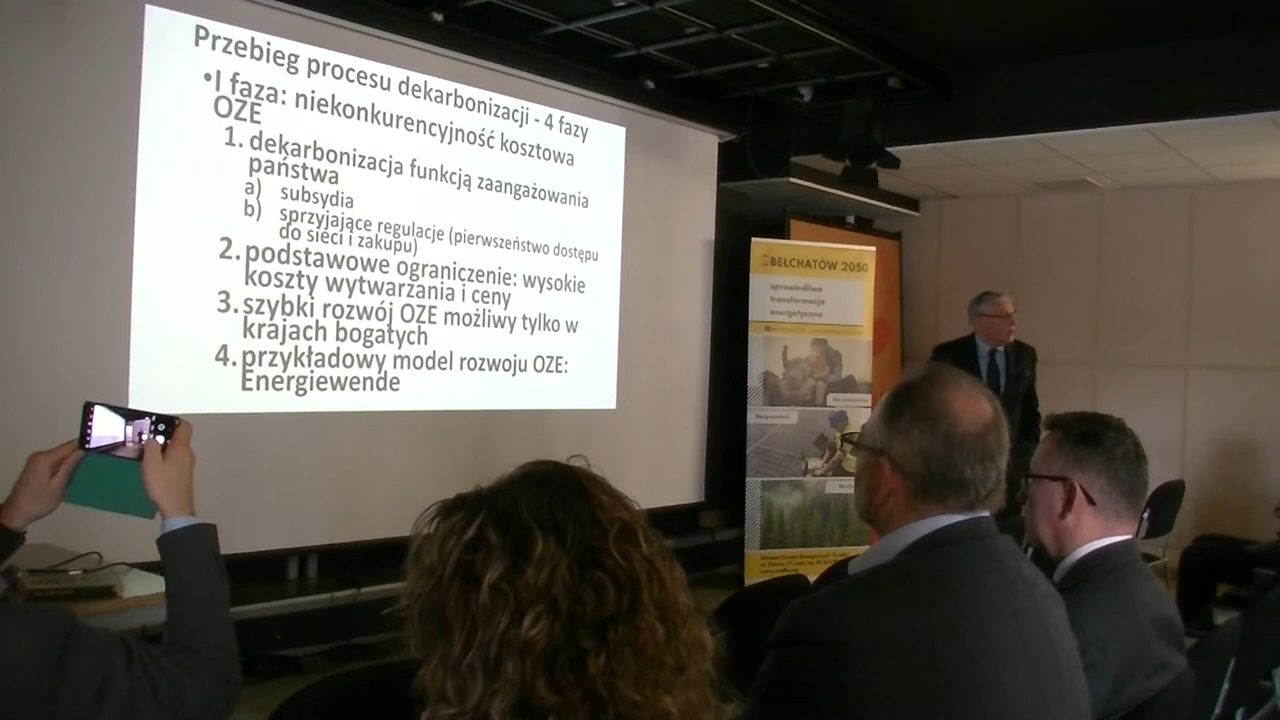 Przebieg procesu dekarbonizacji - 4 fazy
•I faza: niekonkurencyjność kosztowa
OZE
1. dekarbonizacja funkcją zaangażowania
państwa
a) subsydia
b) sprzyjające regulacje (pierwszeństwo dostępu
do sieci i zakupu)
2. podstawowe ograniczenie: wysokie
koszty wytwarzania i ceny
3. szybki rozwój OZE możliwy tylko w
krajach bogatych
4. przykładowy model rozwoju OZE:
Energiewende
BEŁCHATÓW 2050
sprawiedliwa
transformacja
energetyczna